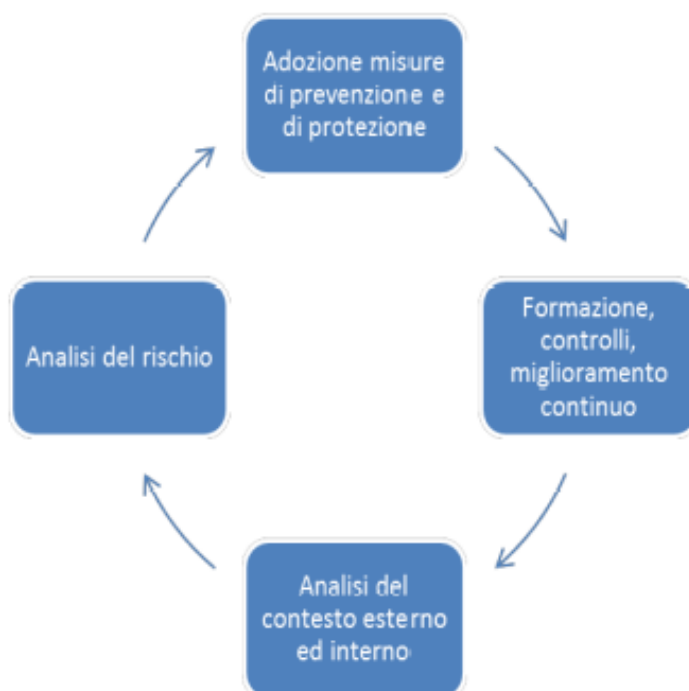 Adozione misure
di prevenzione e
di protezione
Formazione,
controlli,
miglioramento
continuo
Analisi del
contesto esterno
ed interno
Analisi del rischio